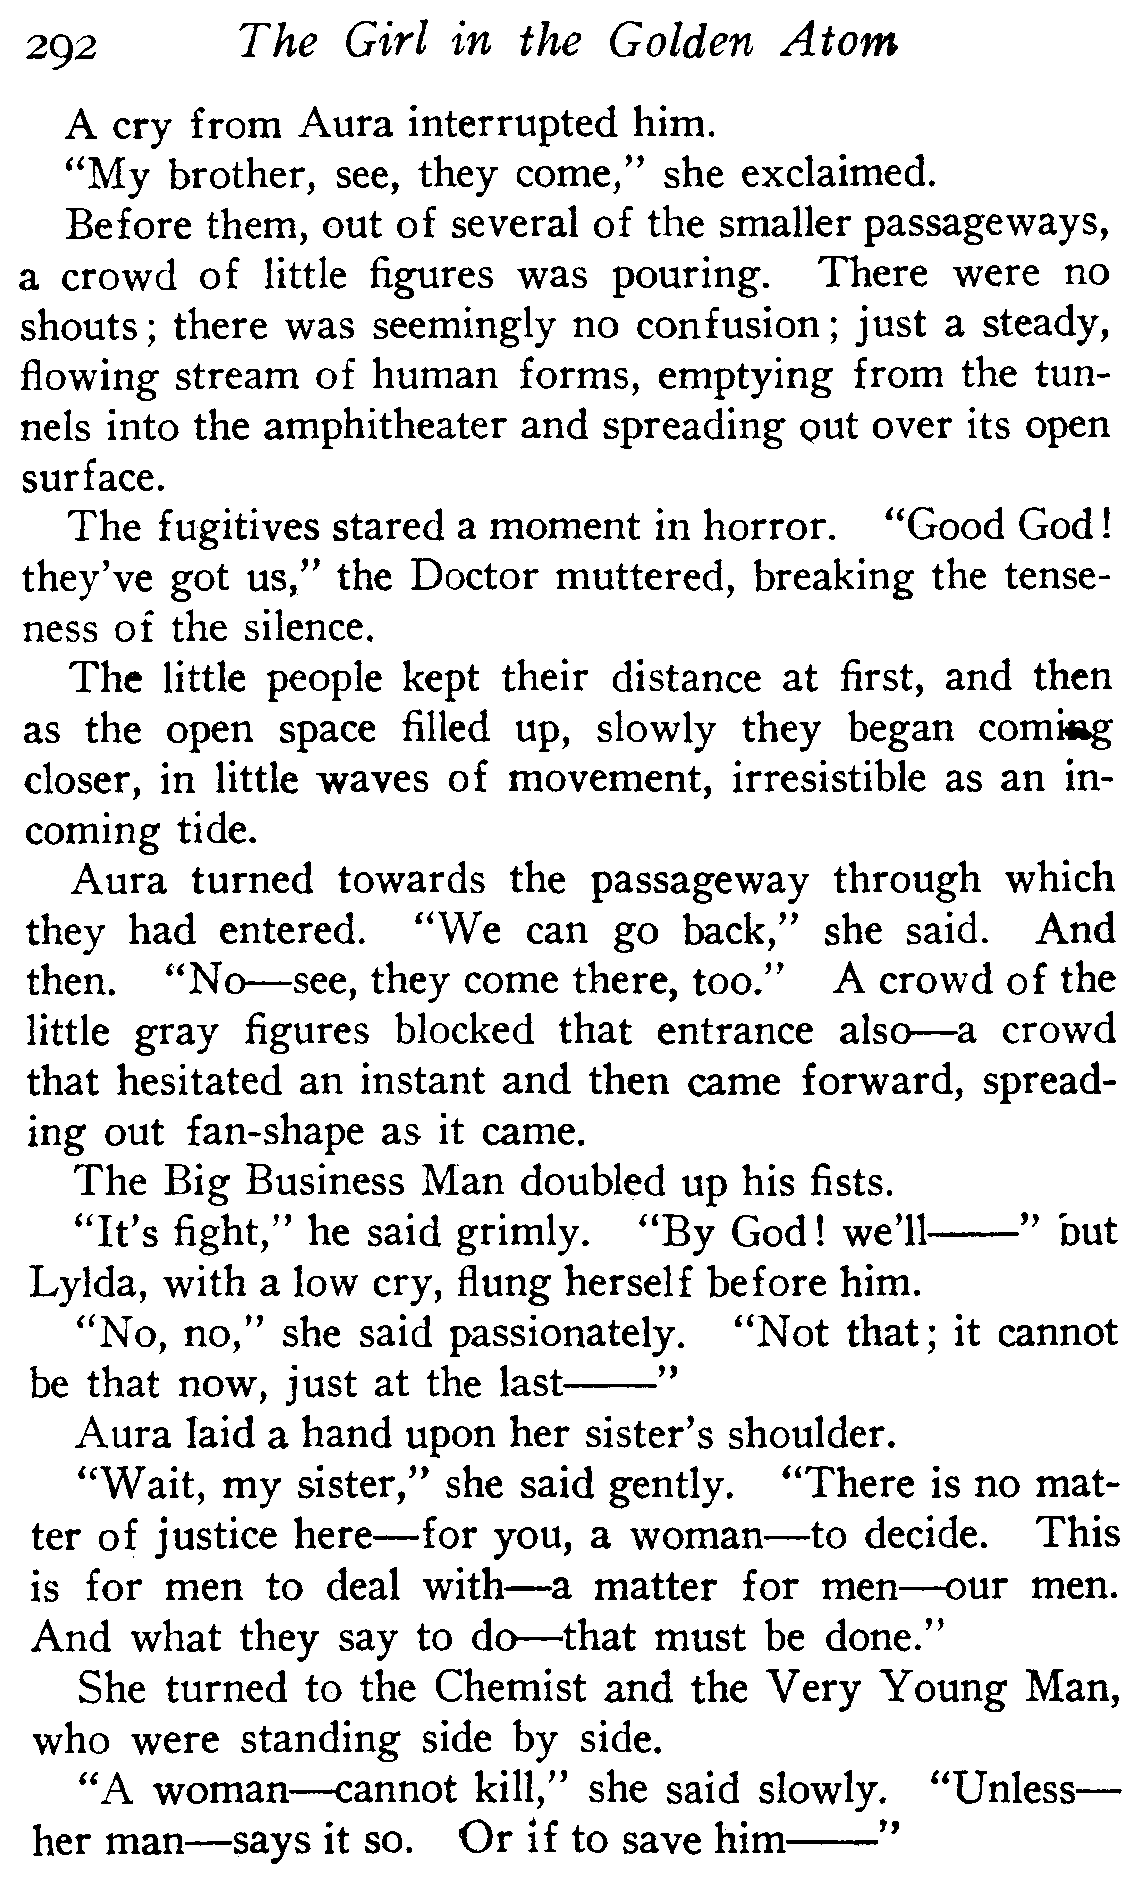 292 The Girl in the Golden Atom
A cry from Aura interrupted him.
“My brother, see, they come,” she exclaimed.
Before them, out of several of the smaller passageways,
a crowd of little figures was pouring. There were no
shouts; there was seemingly no confusion; just a steady,
flowing stream of human forms, emptying from the tun-
nels into the amphitheater and spreading out over its open
surface.
The fugitives stared a moment in horror. “Good God!
they’ve got us,” the Doctor muttered, breaking the tense-
ness of the silence.
The little people kept their distance at first, and then
as the open space filled up, slowly they began coming
closer, in little waves of movement, irresistible as an in-
coming tide.
Aura turned towards the passageway through which
they had entered. “We can go back,” she said. And
then. “No—see, they come there, too.” A crowd of the
little gray figures blocked that entrance also—a crowd
that hesitated an instant and then came forward, spread-
ing out fan-shape as it came.
The Big Business Man doubled up his fists.
“It’s fight,” he said grimly. “By God! we’ll——” but
Lylda, with a low cry, flung herself before him.
“No, no,” she said passionately. “Not that; it cannot
be that now, just at the last——”
Aura laid a hand upon her sister’s shoulder.
“Wait, my sister,” she said gently. “There is no mat-
ter of justice here—for you, a woman—to decide. This
is for men to deal with—a matter for men—our men.
And what they say to do—that must be done.”
She turned to the Chemist and the Very Young Man,
who were standing side by side.
“A woman—cannot kill,” she said slowly. “Unless—
her man—says it so. Or if to save him——”